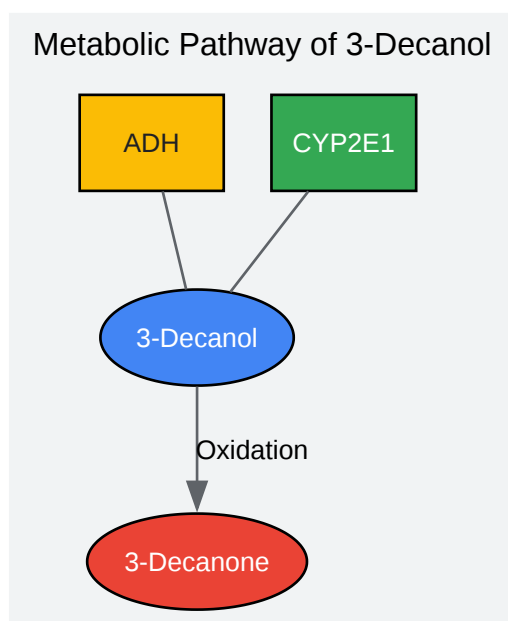 Metabolic Pathway of 3-Decanol
ADH
CYP2E1
3-Decanol
Oxidation
3-Decanone